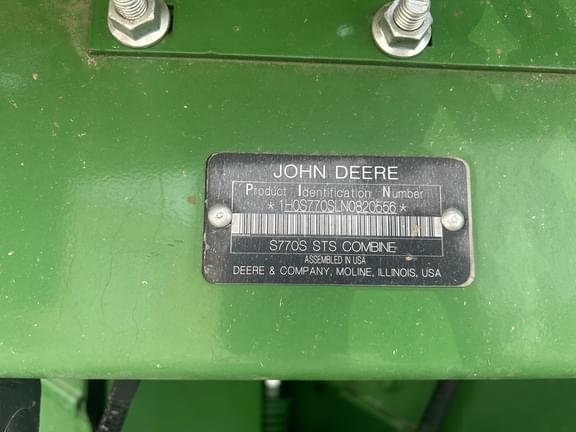 JOHN DEERE
Product Identification Number
*1H0S770SLN0820556*
S770S STS COMBINE
ASSEMBLED IN USA
DEERE & COMPANY, MOLINE, ILLINOIS, USA